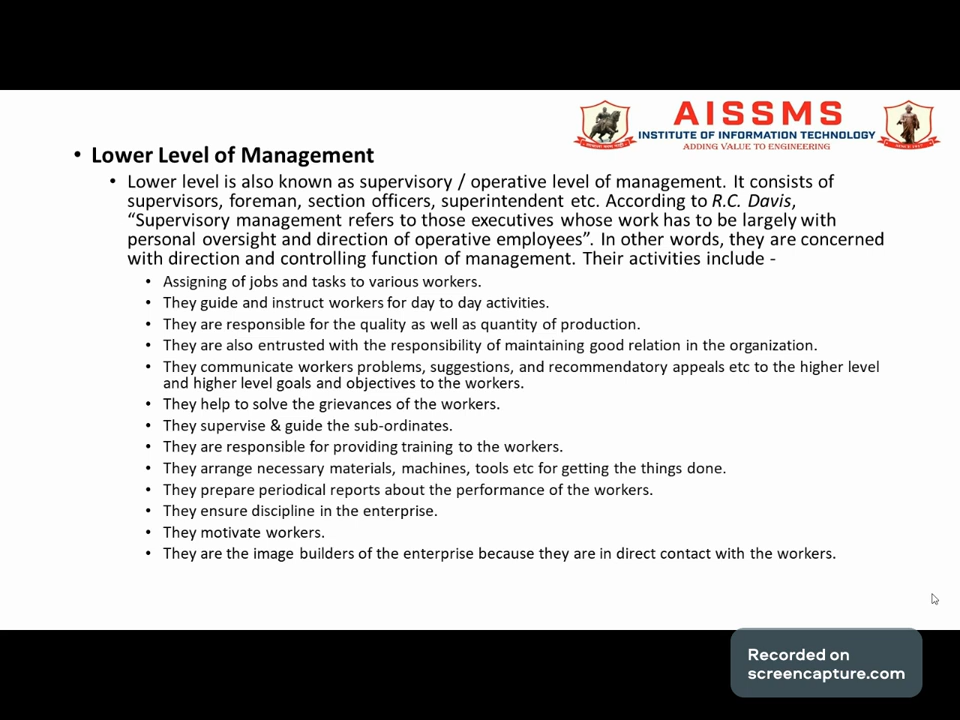 AISSMS
INSTITUTE OF INFORMATION TECHNOLOGY
ADDING VALUE TO ENGINEERING
• Lower Level of Management
• Lower level is also known as supervisory / operative level of management. It consists of
supervisors, foreman, section officers, superintendent etc. According to R.C. Davis,
“Supervisory management refers to those executives whose work has to be largely with
personal oversight and direction of operative employees”. In other words, they are concerned
with direction and controlling function of management. Their activities include -
• Assigning of jobs and tasks to various workers.
• They guide and instruct workers for day to day activities.
• They are responsible for the quality as well as quantity of production.
• They are also entrusted with the responsibility of maintaining good relation in the organization.
• They communicate workers problems, suggestions, and recommendatory appeals etc to the higher level
and higher level goals and objectives to the workers.
• They help to solve the grievances of the workers.
• They supervise & guide the sub-ordinates.
• They are responsible for providing training to the workers.
• They arrange necessary materials, machines, tools etc for getting the things done.
• They prepare periodical reports about the performance of the workers.
• They ensure discipline in the enterprise.
• They motivate workers.
• They are the image builders of the enterprise because they are in direct contact with the workers.
Recorded on
screencapture.com